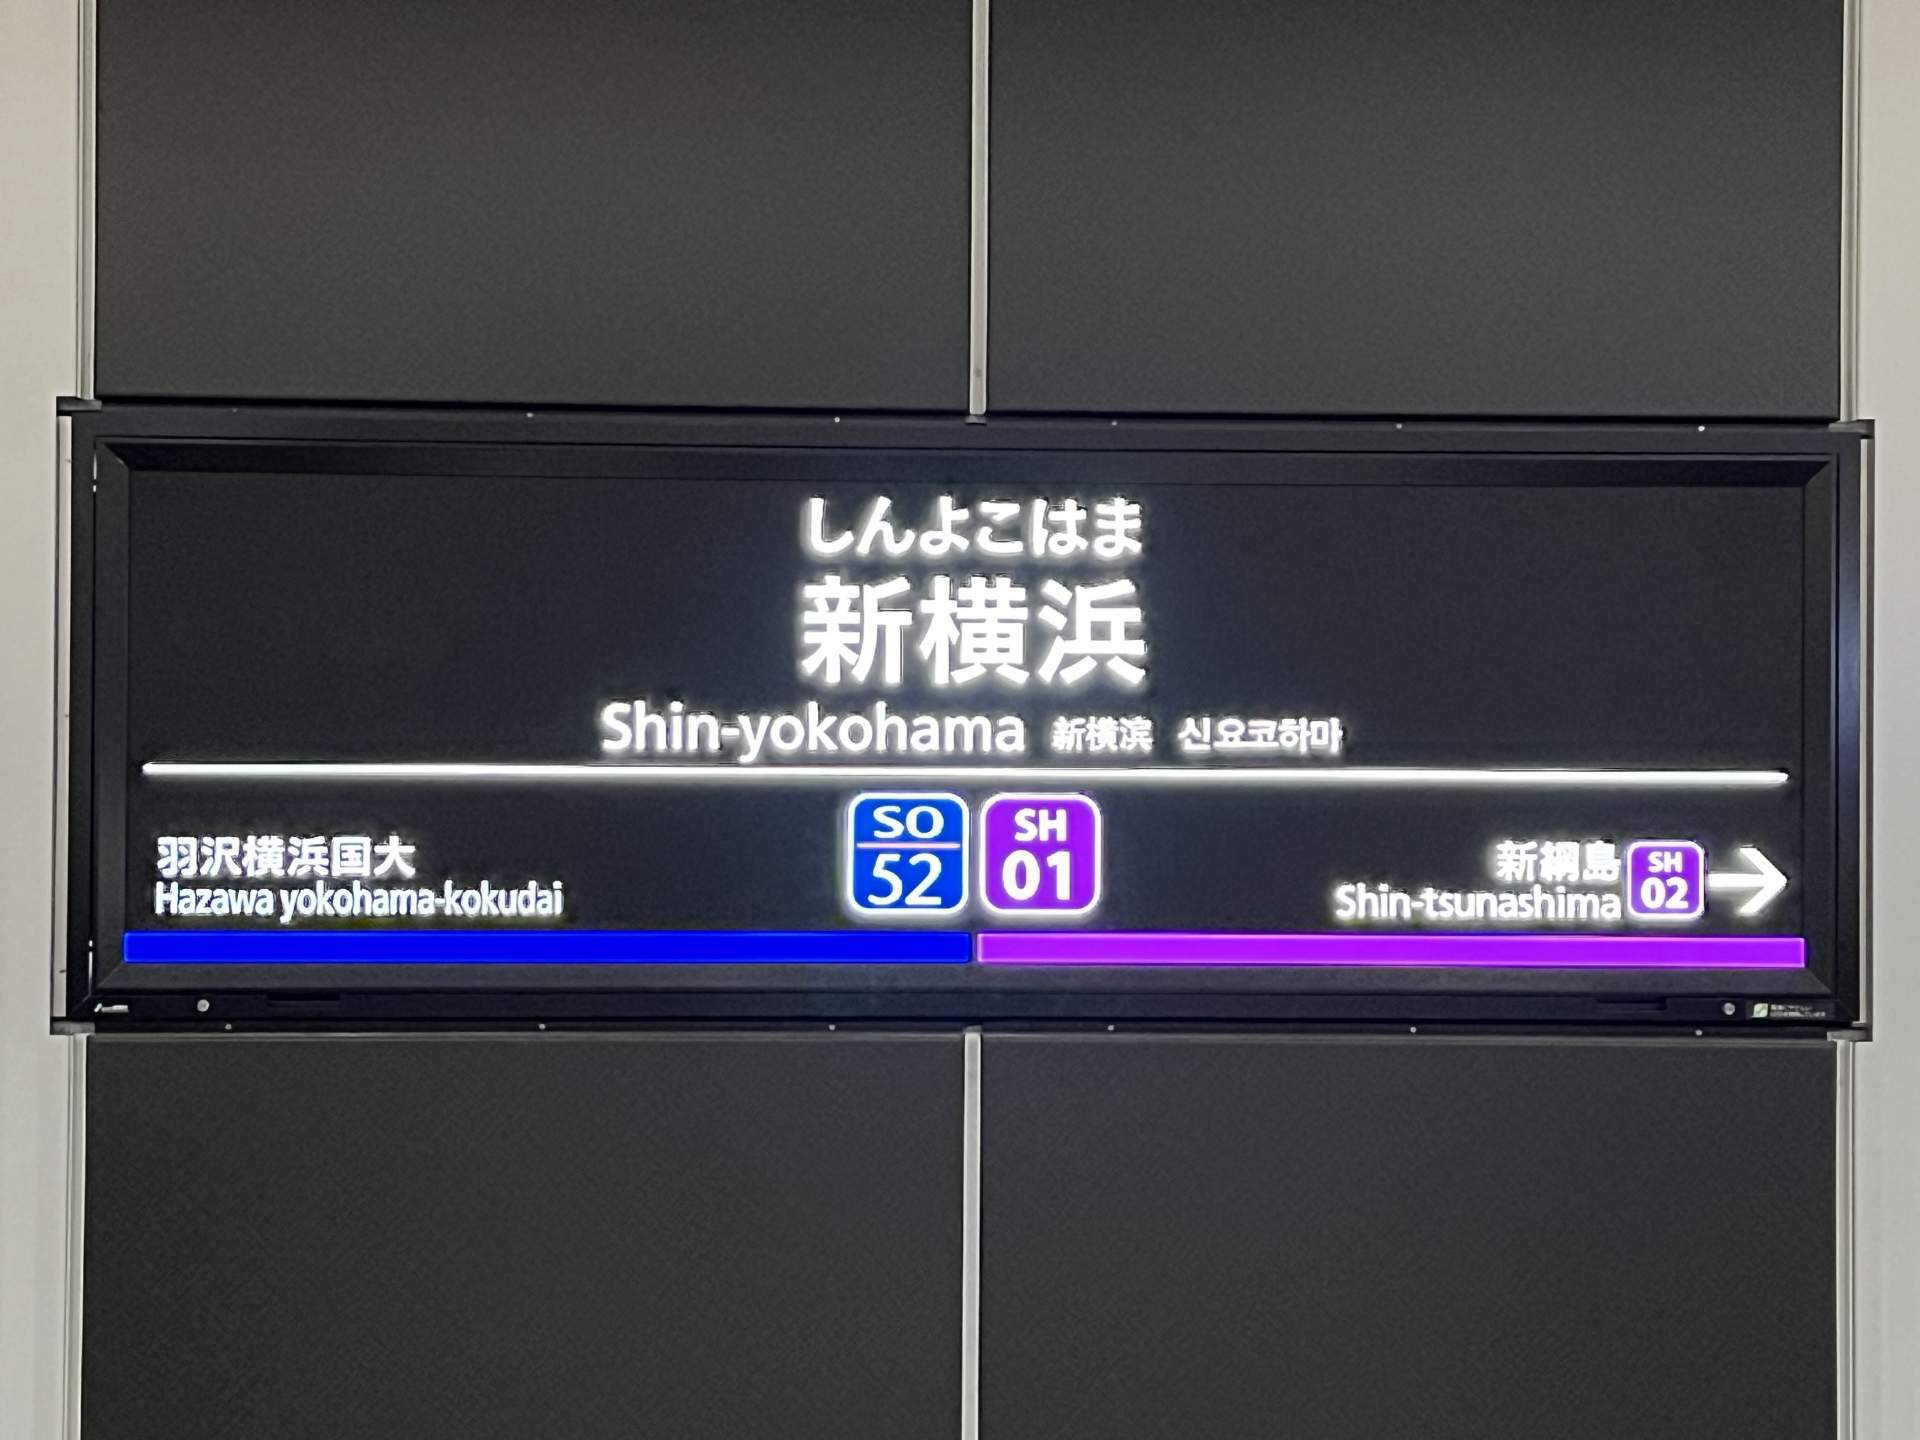 しんよこはま
新横浜
Shin-yokohama 新横滨 신요코하마
SO
52
SH
01
羽沢横浜国大
Hazawa yokohama-kokudai
新綱島
Shin-tsunashima
SH
02